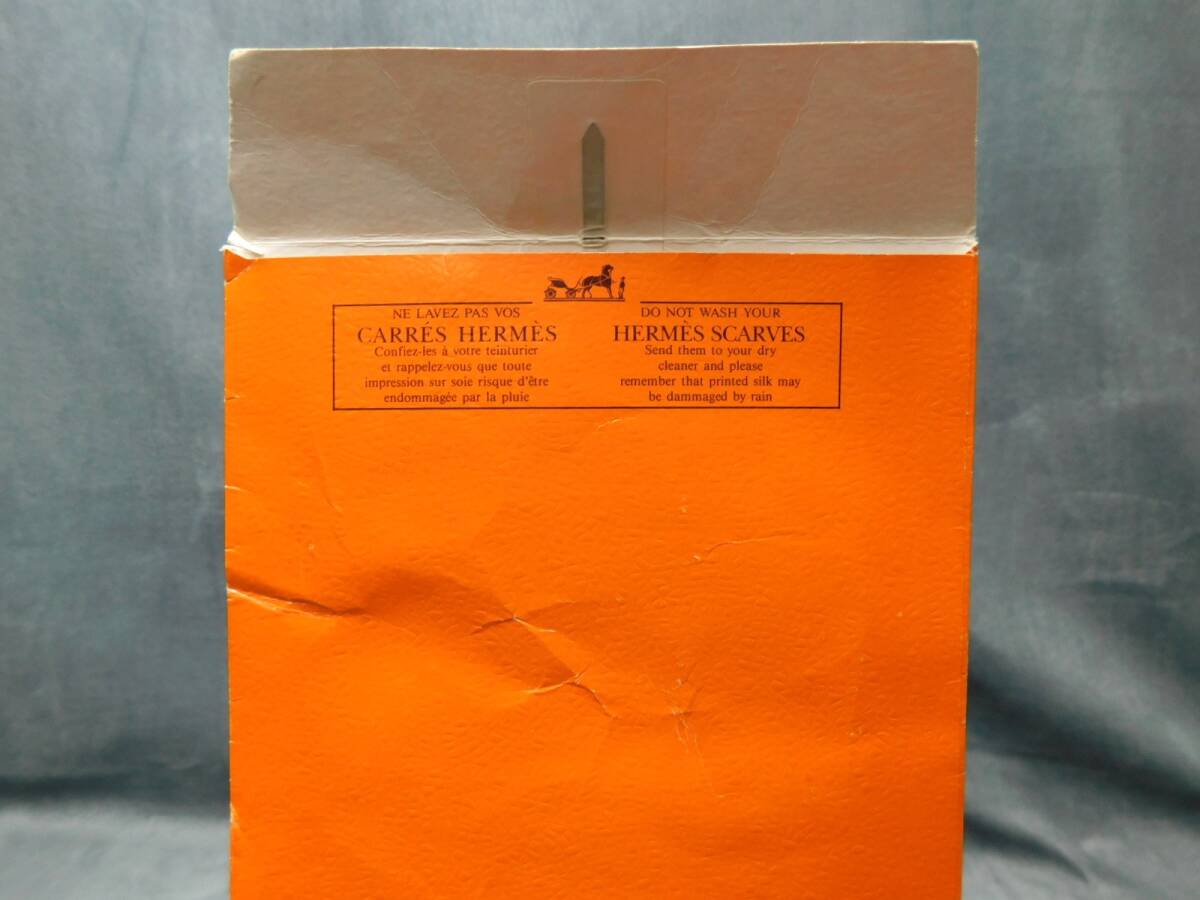 NE LAVEZ PAS VOS
CARRÉS HERMÈS
Confiez-les à votre teinturier
et rappelez-vous que toute
impression sur soie risque d'être
endommagée par la pluie
DO NOT WASH YOUR
HERMÈS SCARVES
Send them to your dry
cleaner and please
remember that printed silk may
be dammaged by rain